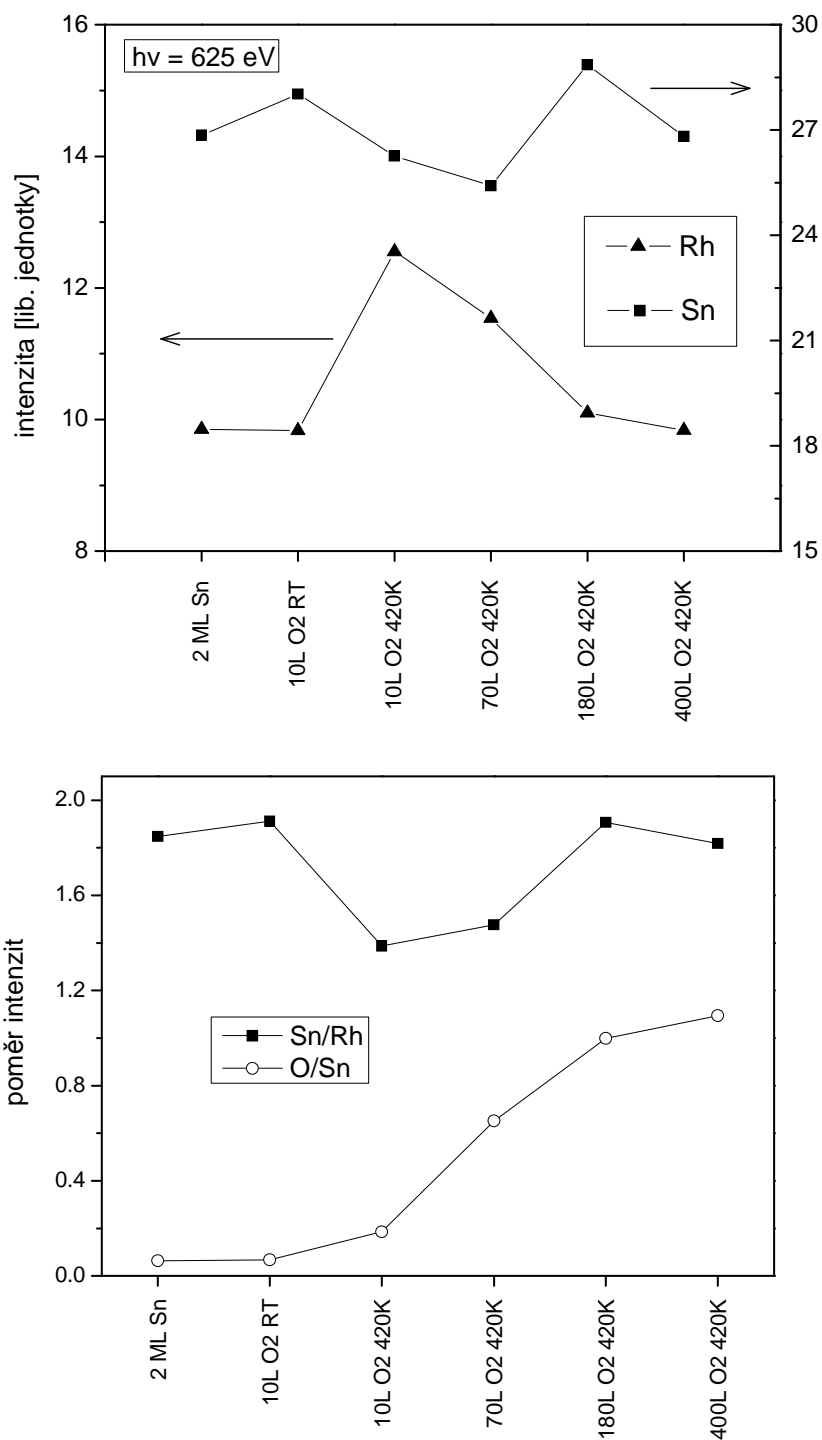 hν = 625 eV
16
14
12
10
8
30
27
24
21
18
15
intenzita [lib. jednotky]
Rh
Sn
2 ML Sn
10L O2 RT
10L O2 420K
70L O2 420K
180L O2 420K
400L O2 420K
2.0
1.6
1.2
0.8
0.4
0.0
poměr intenzit
Sn/Rh
O/Sn
2 ML Sn
10L O2 RT
10L O2 420K
70L O2 420K
180L O2 420K
400L O2 420K